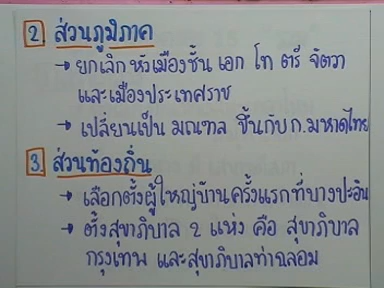 2. ส่วนภูมิภาค
→ ยกเลิกหัวเมืองชั้น เอก โท ตรี จัตวา
และเมืองประเทศราช
→ เปลี่ยนเป็น มณฑล ขึ้นกับ ก.มหาดไทย
3. ส่วนท้องถิ่น
→ เลือกตั้งผู้ใหญ่บ้านครั้งแรกที่บางปะอิน
→ ตั้งสุขาภิบาล 2 แห่ง คือ สุขาภิบาล
กรุงเทพ และสุขาภิบาลท่าฉลอม